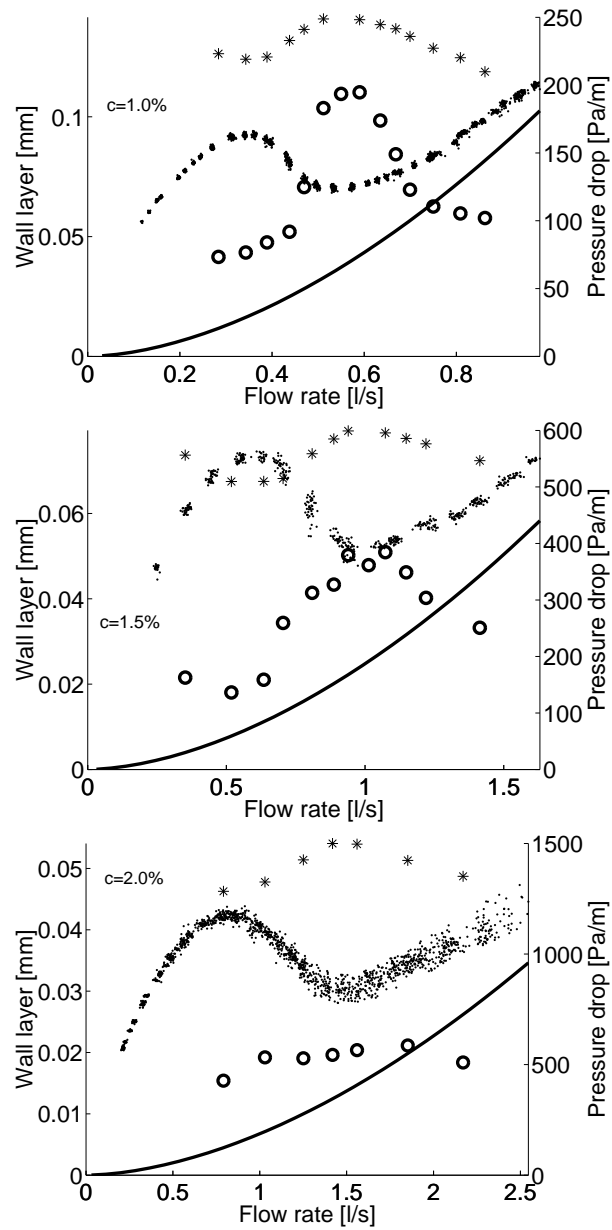 250
200
150
100
50
0
Pressure drop [Pa/m]
0.1
0.05
0
Wall layer [mm]
c=1.0%
0 0.2 0.4 0.6 0.8
Flow rate [l/s]
600
500
400
300
200
100
0
Pressure drop [Pa/m]
0.06
0.04
0.02
0
Wall layer [mm]
c=1.5%
0 0.5 1 1.5
Flow rate [l/s]
1500
1000
500
0
Pressure drop [Pa/m]
0.05
0.04
0.03
0.02
0.01
0.00
Wall layer [mm]
c=2.0%
0 0.5 1 1.5 2 2.5
Flow rate [l/s]